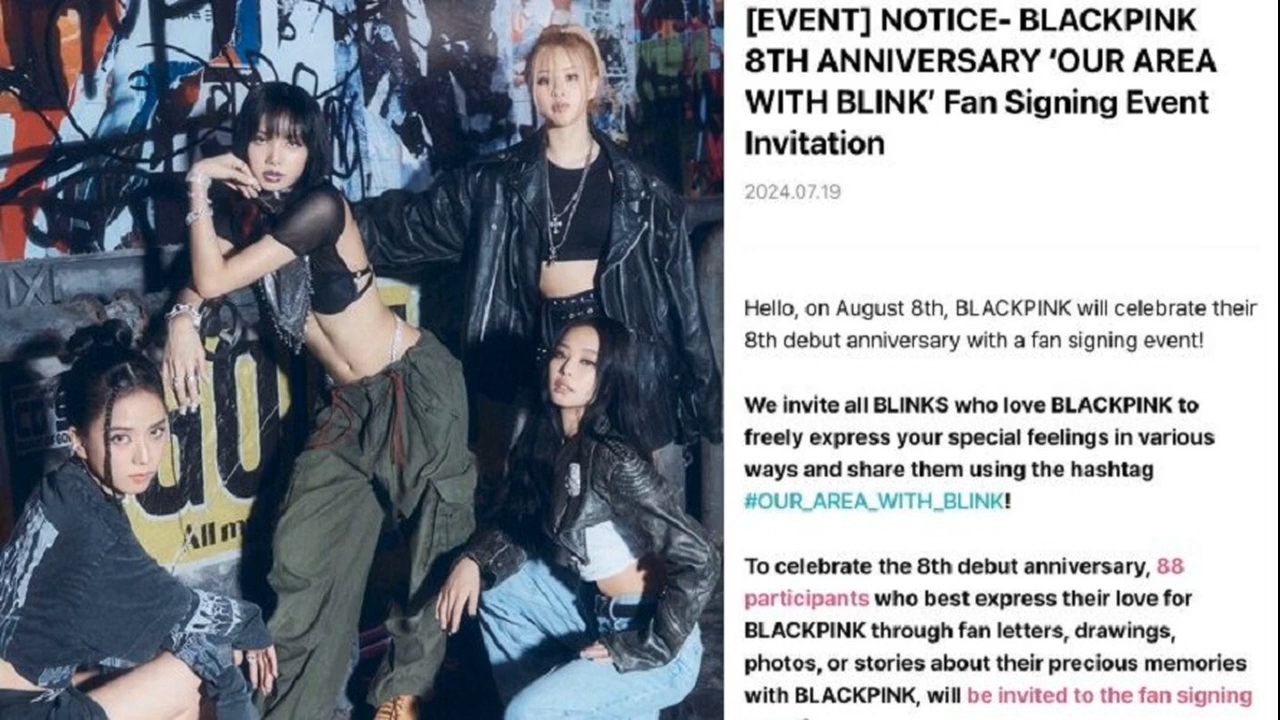 [EVENT] NOTICE- BLACKPINK
8TH ANNIVERSARY ‘OUR AREA
WITH BLINK’ Fan Signing Event
Invitation
2024.07.19
Hello, on August 8th, BLACKPINK will celebrate their
8th debut anniversary with a fan signing event!
We invite all BLINKS who love BLACKPINK to
freely express your special feelings in various
ways and share them using the hashtag
#OUR_AREA_WITH_BLINK!
To celebrate the 8th debut anniversary, 88
participants who best express their love for
BLACKPINK through fan letters, drawings,
photos, or stories about their precious memories
with BLACKPINK, will be invited to the fan signing